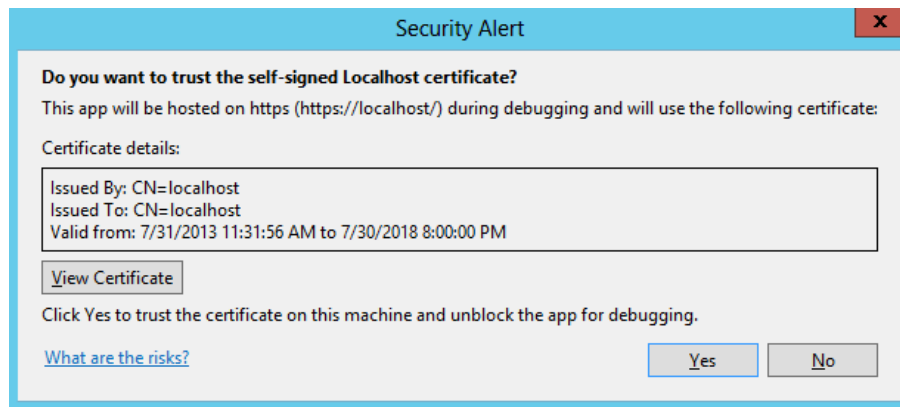 Security Alert
x
Do you want to trust the self-signed Localhost certificate?
This app will be hosted on https (https://localhost/) during debugging and will use the following certificate:
Certificate details:
Issued By: CN=localhost
Issued To: CN=localhost
Valid from: 7/31/2013 11:31:56 AM to 7/30/2018 8:00:00 PM
View Certificate
Click Yes to trust the certificate on this machine and unblock the app for debugging.
What are the risks?
Yes
No